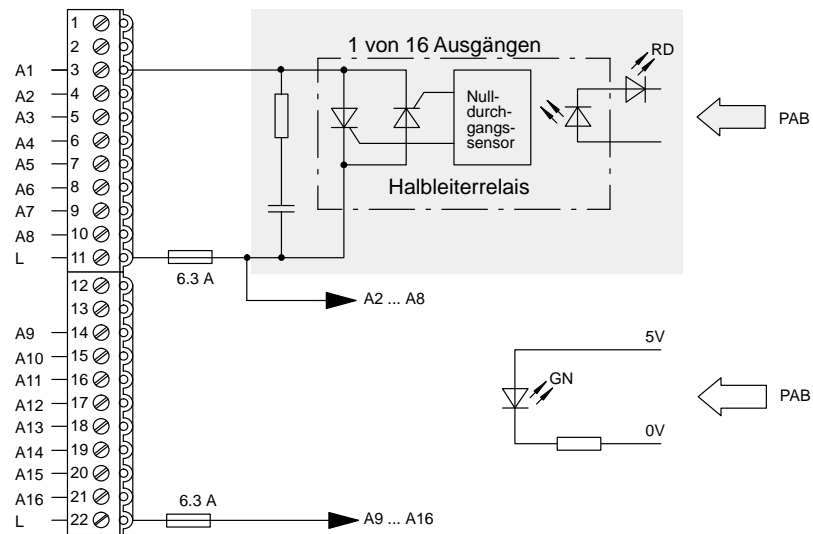 1
2
A1 3
A2 4
A3 5
A4 6
A5 7
A6 8
A7 9
A8 10
L 11
12
13
A9 14
A10 15
A11 16
A12 17
A13 18
A14 19
A15 20
A16 21
L 22
6.3 A
6.3 A
1 von 16 Ausgängen
Null-
durch-
gangs-
sensor
Halbleiterrelais
RD
PAB
A2 ... A8
5V
GN
PAB
0V
A9 ... A16